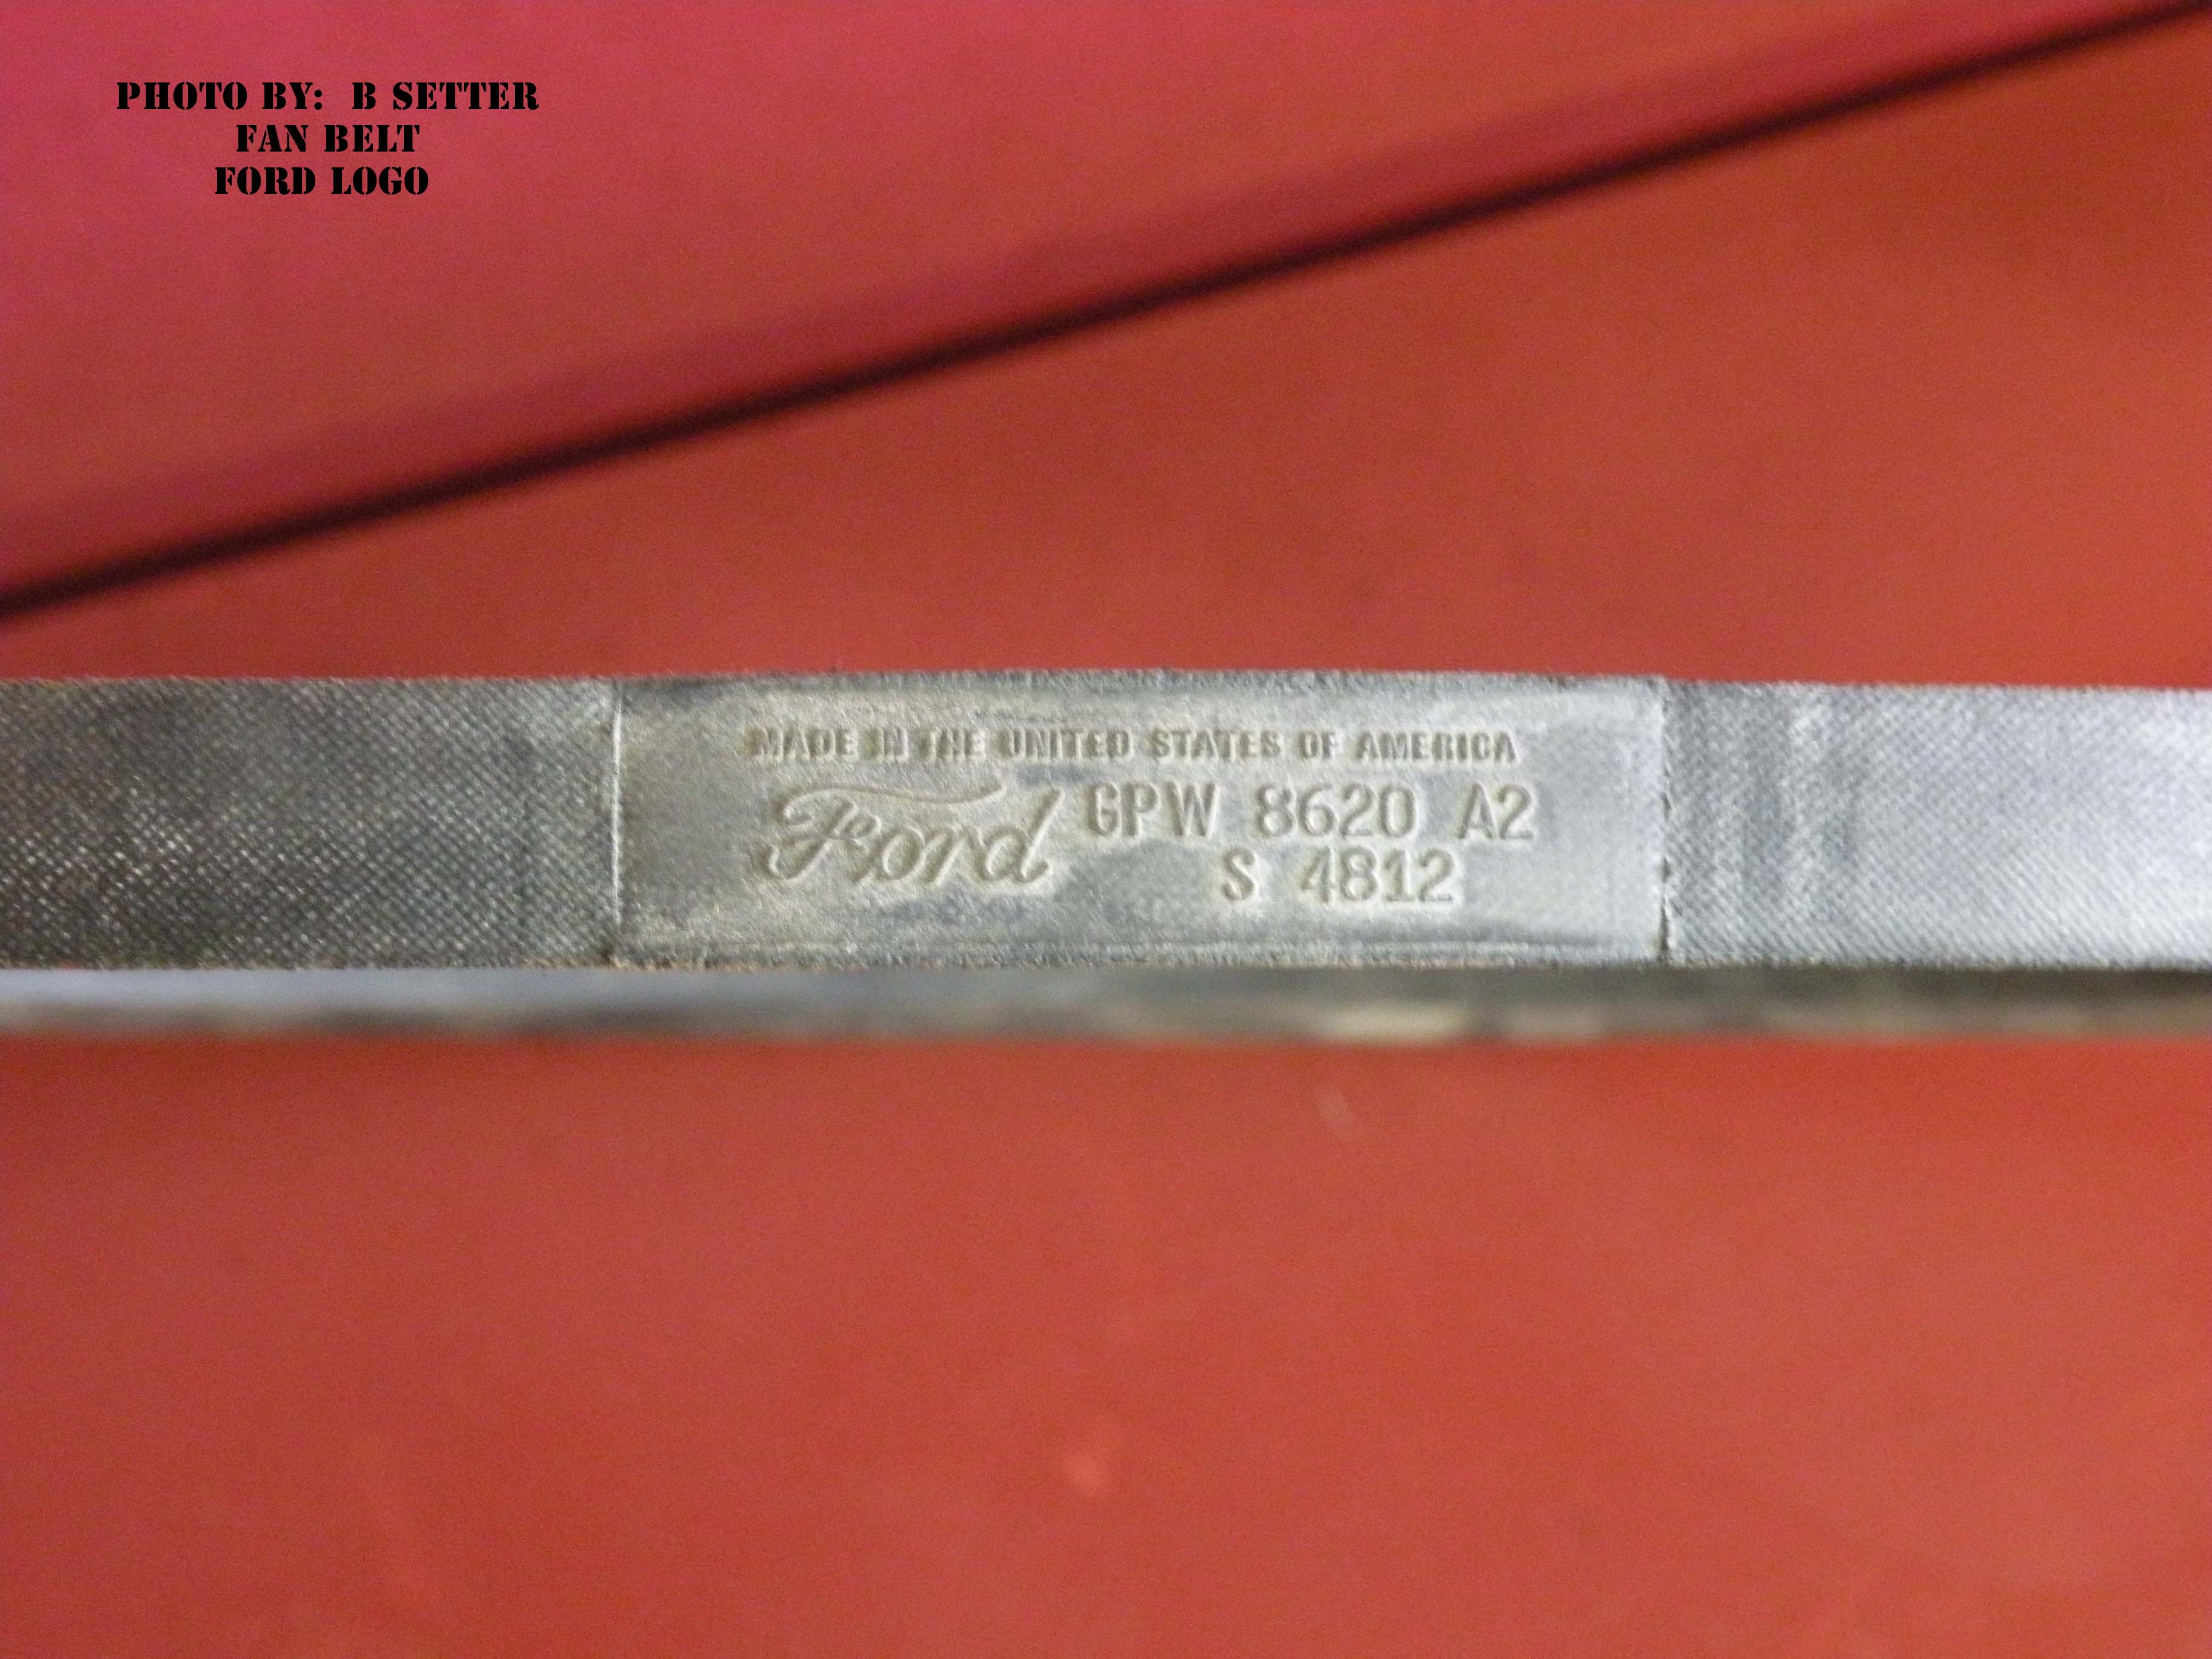 PHOTO BY: B SETTER
FAN BELT
FORD LOGO
MADE IN THE UNITED STATES OF AMERICA
Ford GPW 8620 A2
S 4812